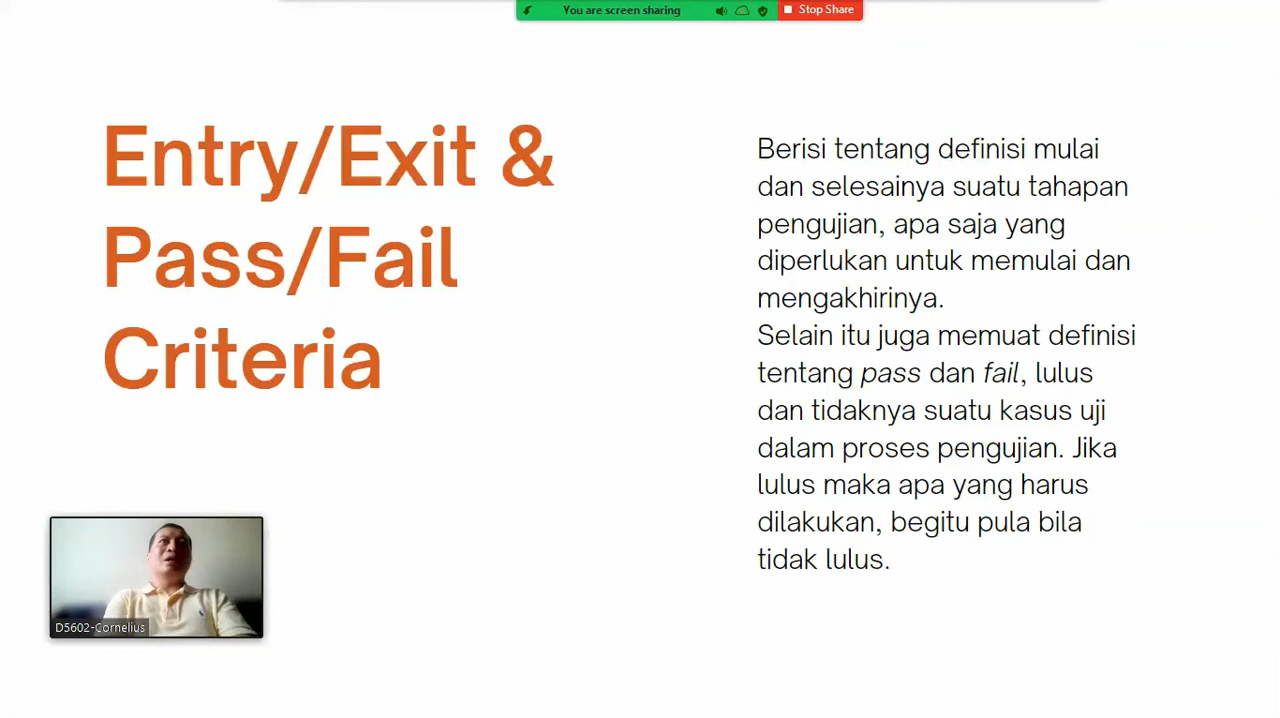 You are screen sharing
Stop Share
Entry/Exit &
Pass/Fail
Criteria
Berisi tentang definisi mulai
dan selesainya suatu tahapan
pengujian, apa saja yang
diperlukan untuk memulai dan
mengakhirinya.
Selain itu juga memuat definisi
tentang pass dan fail, lulus
dan tidaknya suatu kasus uji
dalam proses pengujian. Jika
lulus maka apa yang harus
dilakukan, begitu pula bila
tidak lulus.
D5602-Cornelius